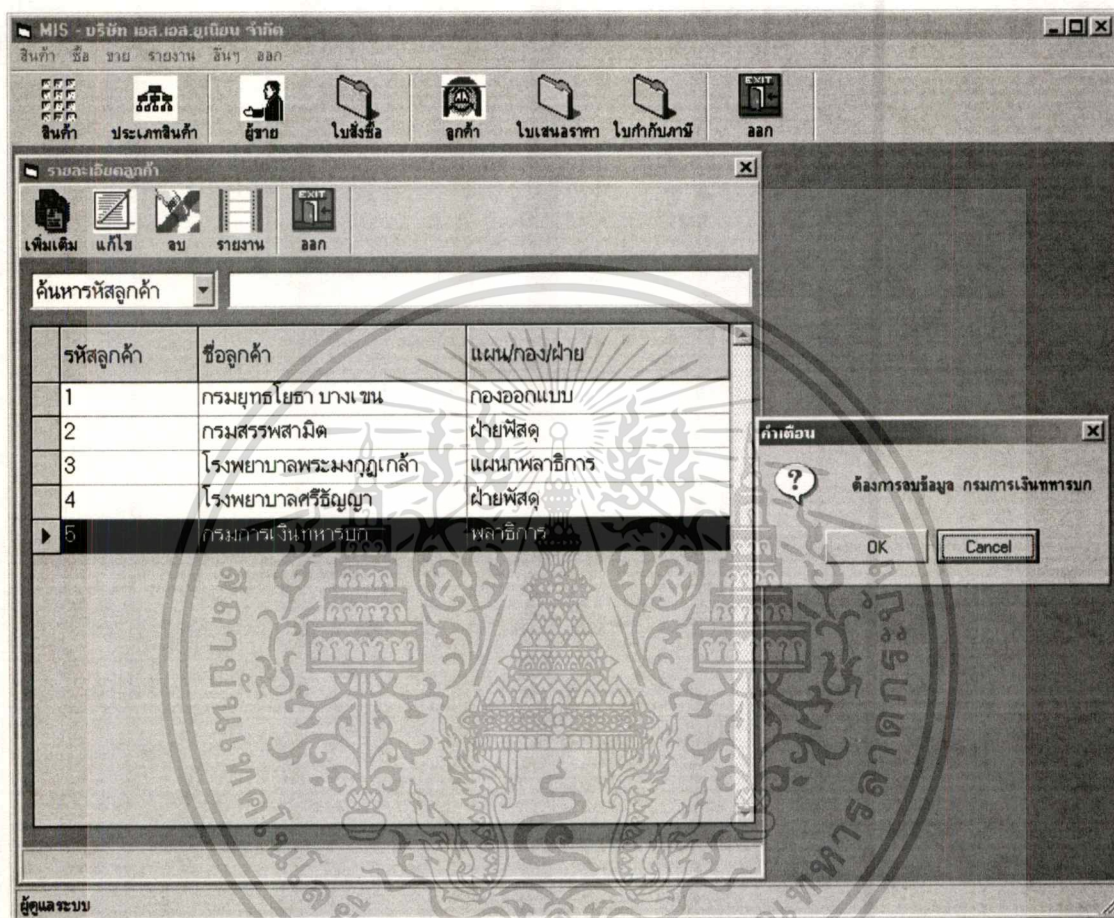 MIS - บริษัท เอส.เอส.ยูเนียน จำกัด
สินค้า ซื้อ ขาย รายงาน อื่นๆ ออก
EXIT
สินค้า ประเภทสินค้า ผู้ขาย ใบสั่งซื้อ ลูกค้า ใบเสนอราคา ใบกำกับภาษี ออก
รายละเอียดลูกค้า
EXIT
เพิ่มเติม แก้ไข ลบ รายงาน ออก
ค้นหารหัสลูกค้า
รหัสลูกค้า ชื่อลูกค้า แผน/กอง/ฝ่าย
1 กรมยุทธโยธา บางเขน กองออกแบบ
2 กรมสรรพสามิต ฝ่ายพัสดุ
3 โรงพยาบาลพระมงกุฎเกล้า แผนกพลาธิการ
4 โรงพยาบาลศรีธัญญา ฝ่ายพัสดุ
5 กรมการเงินทหารบก -พลาธิการ
คำเตือน
ต้องการลบข้อมูล กรมการเงินทหารบก
OK Cancel
ผู้ดูแลระบบ